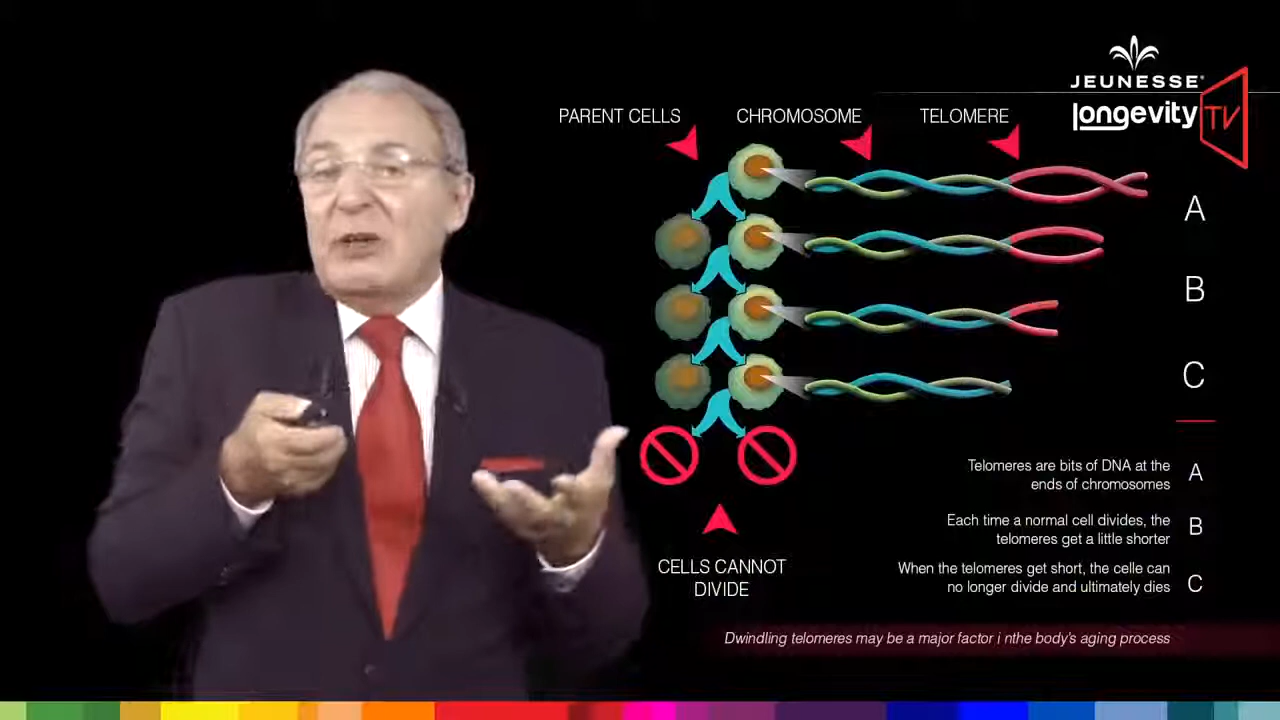 JEUNESSE
longevity TV
PARENT CELLS
CHROMOSOME
TELOMERE
A
B
C
Telomeres are bits of DNA at the
ends of chromosomes
A
Each time a normal cell divides, the
telomeres get a little shorter
B
When the telomeres get short, the celle can
no longer divide and ultimately dies
C
CELLS CANNOT
DIVIDE
Dwindling telomeres may be a major factor i nthe body's aging process